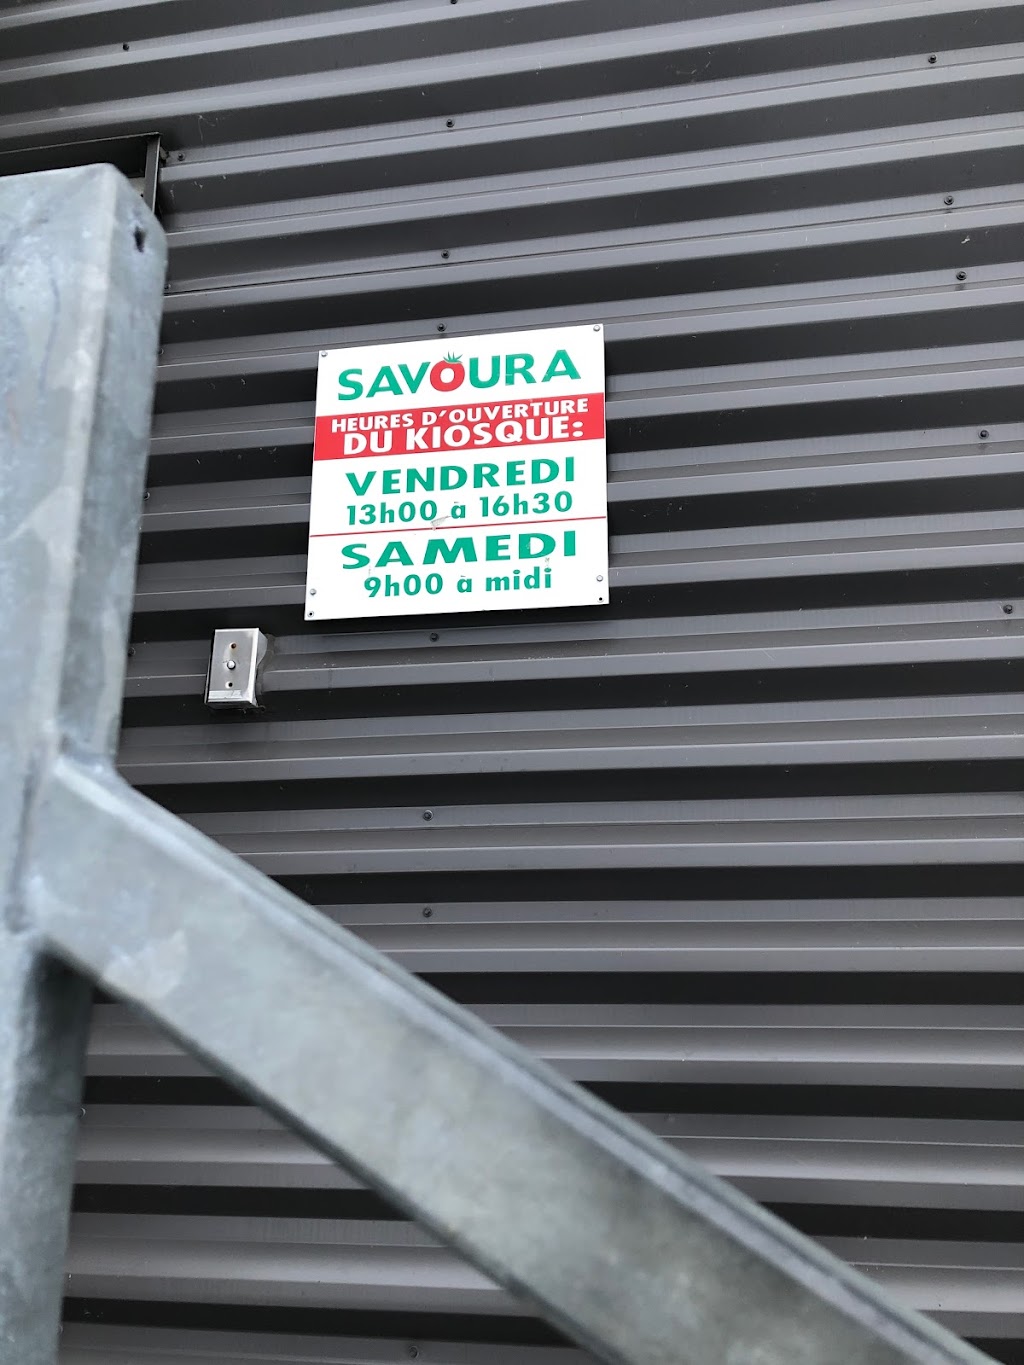 SAVOURA
HEURES D'OUVERTURE
DU KIOSQUE:
VENDREDI
13h00 à 16h30
SAMEDI
9h00 à midi